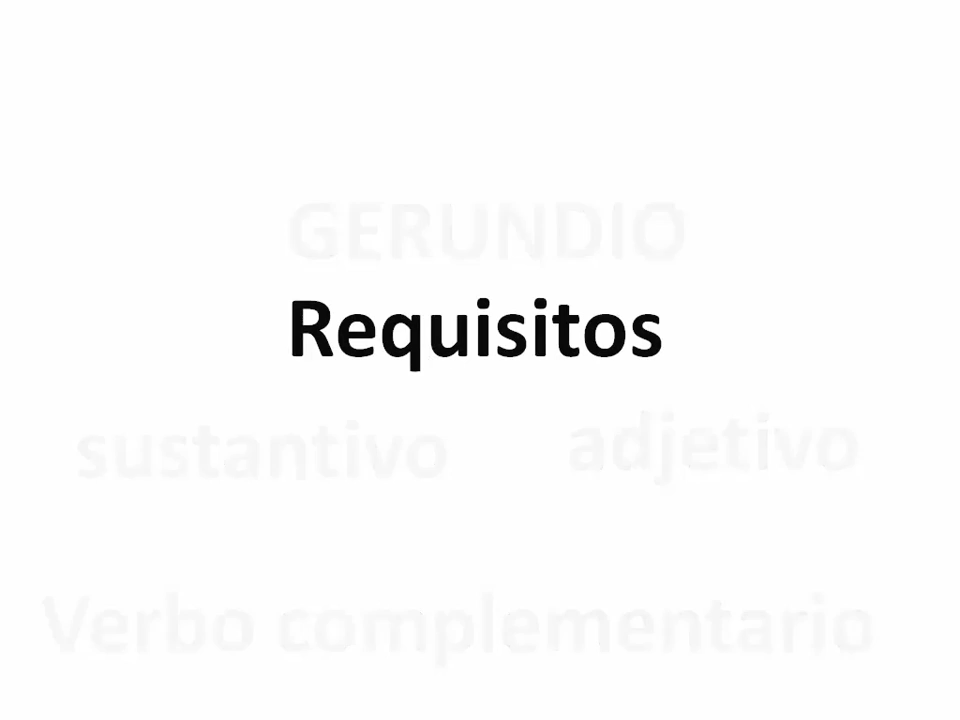 GERUNDIO
Requisitos
sustantivo adjetivo
Verbo complementario